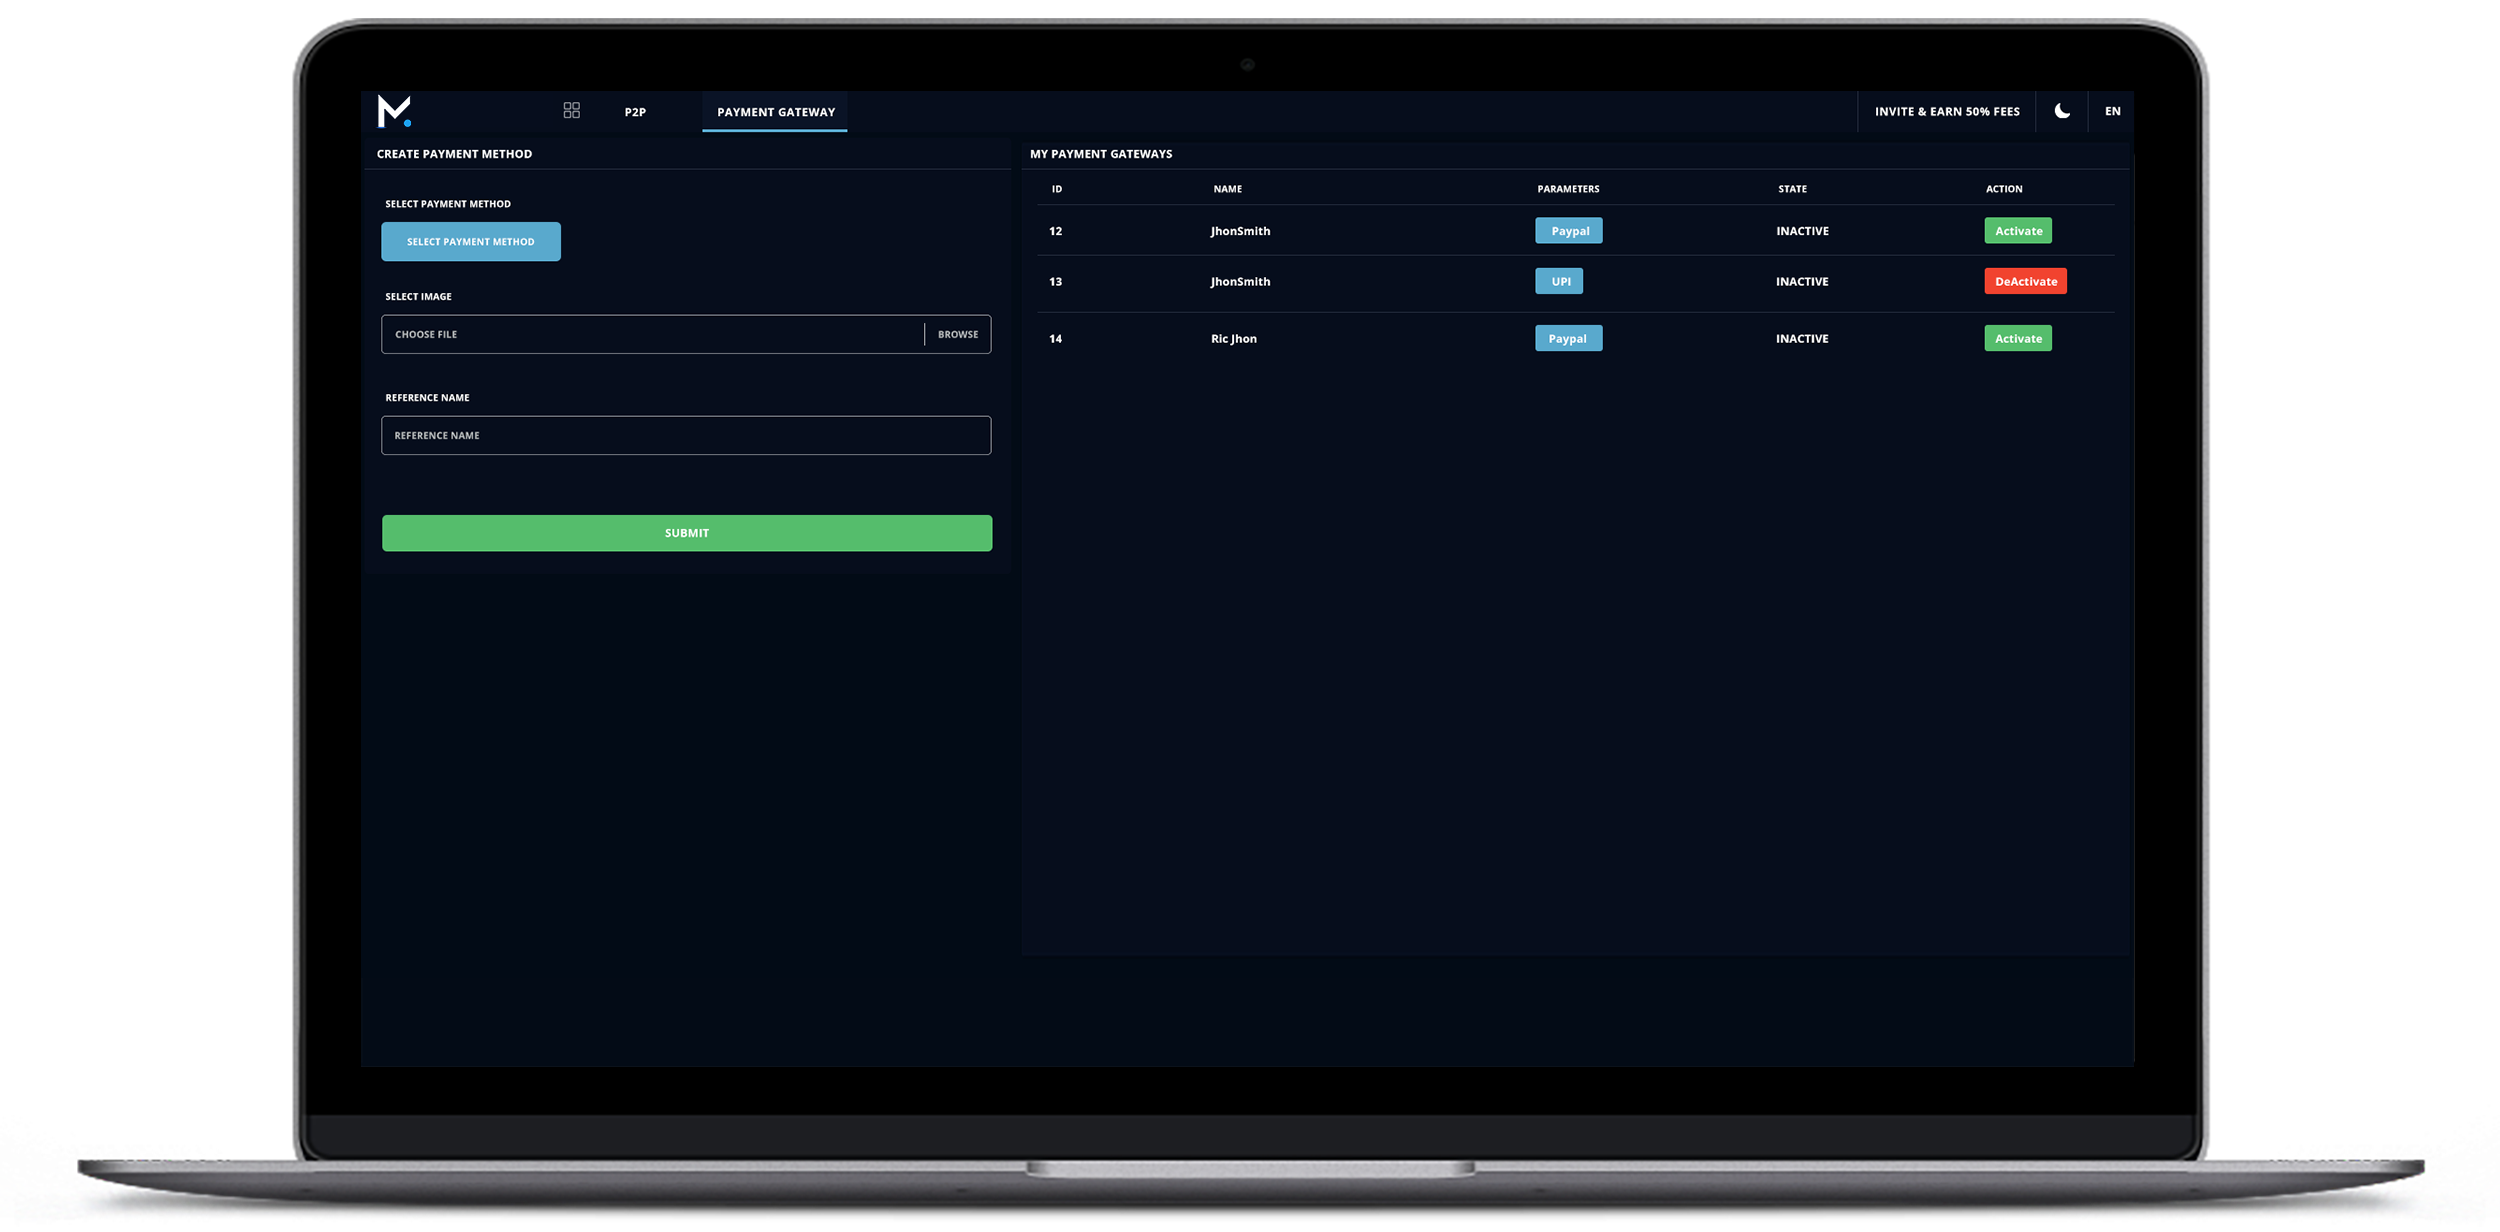 P2P PAYMENT GATEWAY INVITE & EARN 50% FEES EN
CREATE PAYMENT METHOD
SELECT PAYMENT METHOD
SELECT PAYMENT METHOD
SELECT IMAGE
CHOOSE FILE BROWSE
REFERENCE NAME
REFERENCE NAME
SUBMIT
MY PAYMENT GATEWAYS
ID NAME PARAMETERS STATE ACTION
12 JhonSmith Paypal INACTIVE Activate
13 JhonSmith UPI INACTIVE DeActivate
14 Ric Jhon Paypal INACTIVE Activate